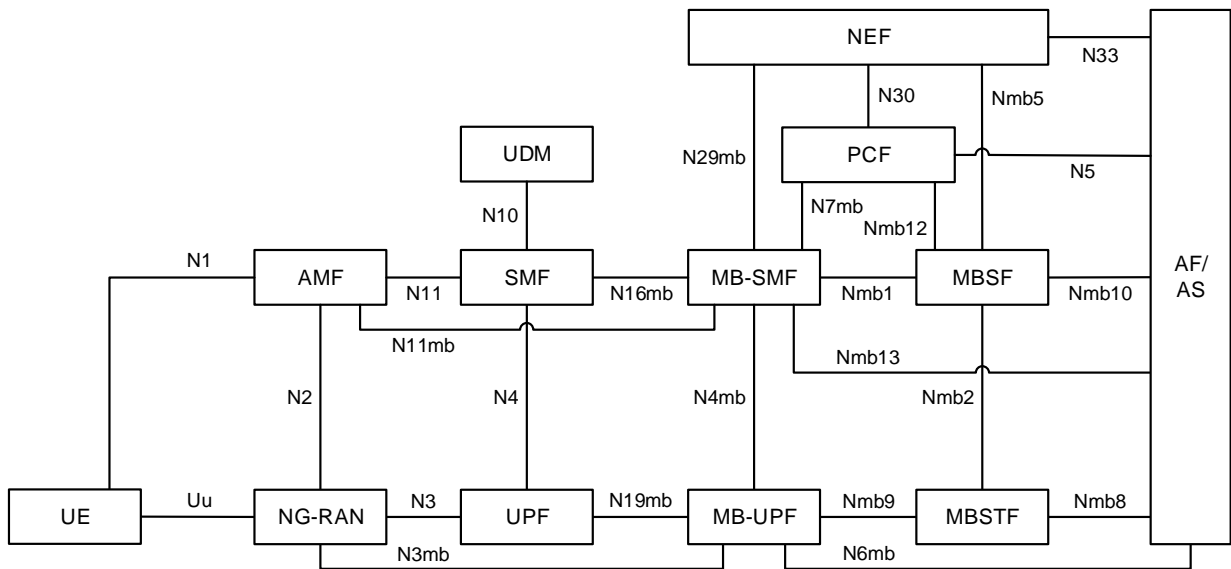 NEF
N33
N30
Nmb5
UDM
PCF
N29mb
N5
N10
N7mb
Nmb12
N1
AMF
N11
SMF
N16mb
MB-SMF
Nmb1
MBSF
Nmb10
AF/
AS
N11mb
Nmb13
N2
N4
N4mb
Nmb2
UE
Uu
NG-RAN
N3
UPF
N19mb
MB-UPF
Nmb9
MBSTF
Nmb8
N3mb
N6mb